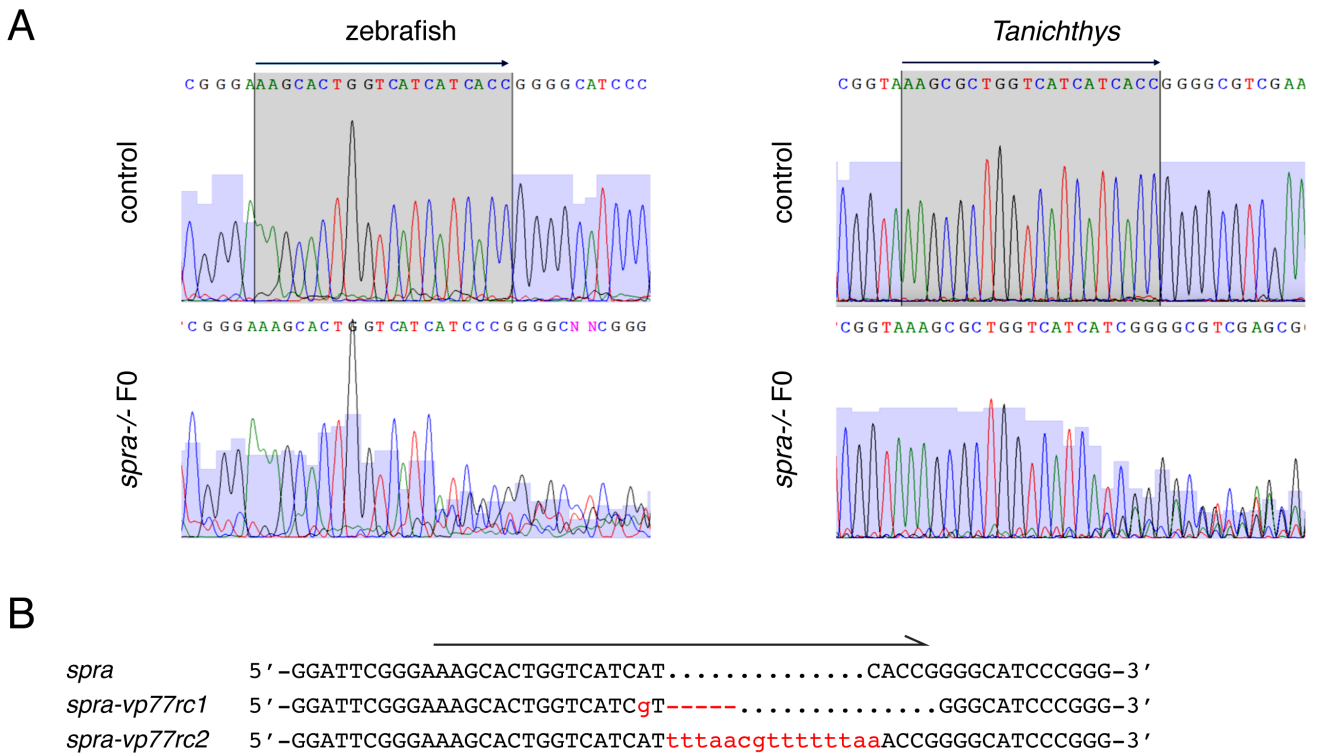 A
zebrafish
Tanichthys
control
CGGGAAAGCACTGGTCATCATCACCGGGGCATCCC
control
CGGTAAAGCGCTGGTCATCATCACCGGGGCGTCGAA
spra-/- F0
CGGGAAAGCACTGGTCATCATCCCGGGGCNNCGGG
spra-/- F0
CGGTAAAGCGCTGGTCATCATCGGGGCGTCGAGCG
B
spra 5′-GGATTCGGGAAAGCACTGGTCATCAT..............CACCGGGGCATCCCGGG-3′
spra-vp77rc1 5′-GGATTCGGGAAAGCACTGGTCATCgT-----..............GGGCATCCCGGG-3′
spra-vp77rc2 5′-GGATTCGGGAAAGCACTGGTCATCATtttaacgttttttaaACCGGGGCATCCCGGG-3′